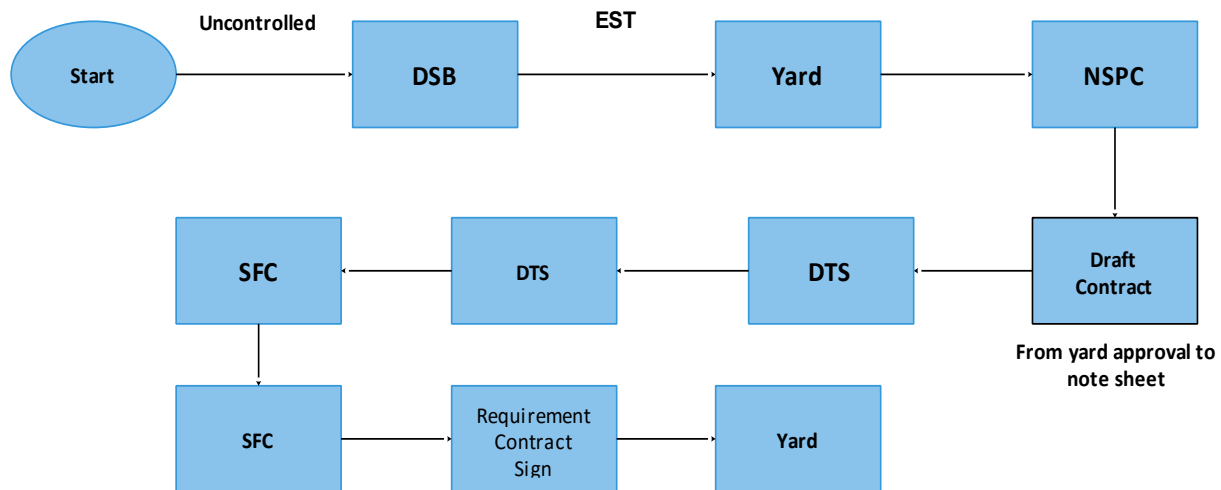 Uncontrolled
EST
Start
DSB
Yard
NSPC
SFC
DTS
DTS
Draft
Contract
From yard approval to
note sheet
SFC
Requirement
Contract
Sign
Yard